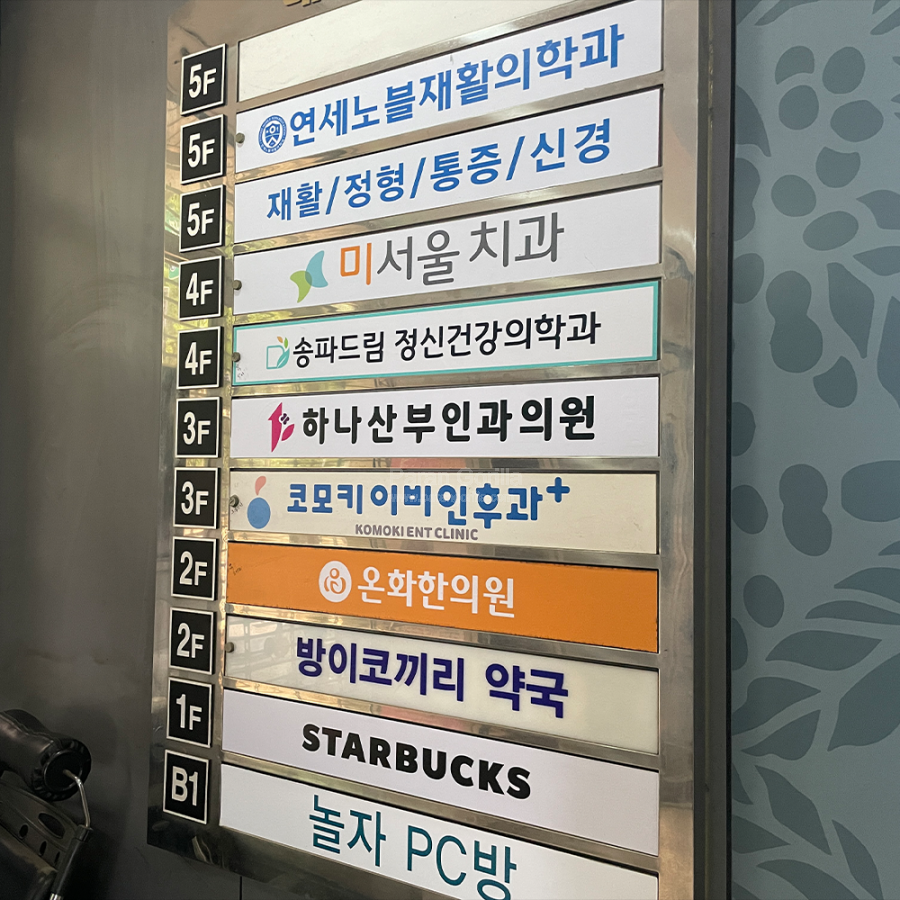 5F
연세노블재활의학과
5F
재활/정형/통증/신경
5F
미서울치과
4F
송파드림 정신건강의학과
4F
하나산부인과의원
3F
코모키이비인후과+
KOMOKI ENT CLINIC
3F
온화한의원
2F
방이코끼리 약국
2F
STARBUCKS
1F
놀자 PC방
B1